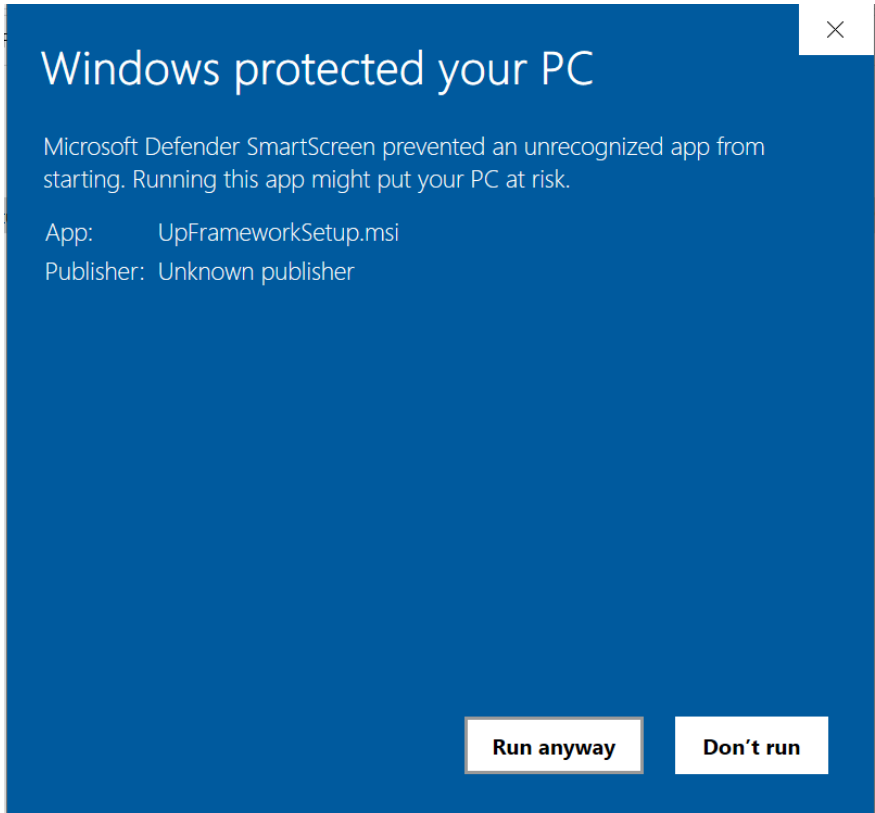 Windows protected your PC
Microsoft Defender SmartScreen prevented an unrecognized app from
starting. Running this app might put your PC at risk.
App: UpFrameworkSetup.msi
Publisher: Unknown publisher
Run anyway Don’t run